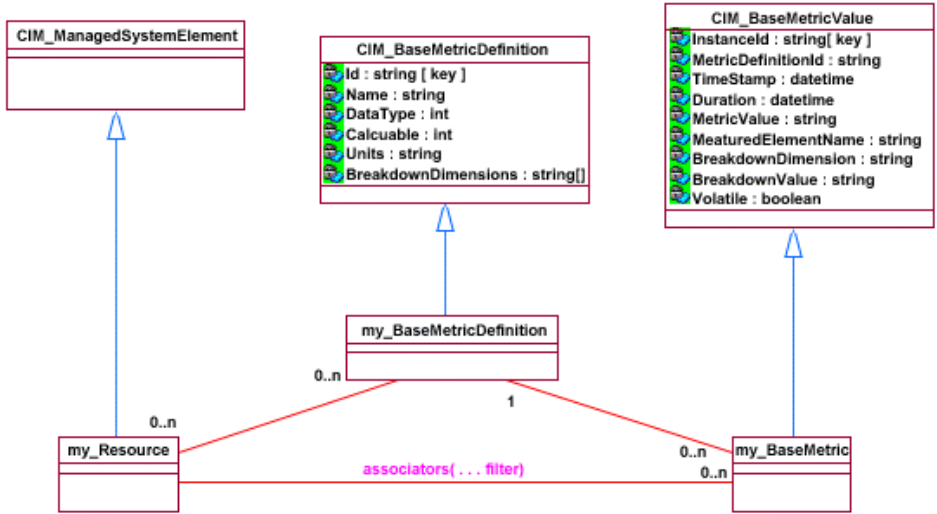 CIM_ManagedSystemElement
CIM_BaseMetricDefinition
Id : string [ key ]
Name : string
DataType : int
Calcuable : int
Units : string
BreakdownDimensions : string[]
CIM_BaseMetricValue
InstanceId : string[ key ]
MetricDefinitionId : string
TimeStamp : datetime
Duration : datetime
MetricValue : string
MeaturedElementName : string
BreakdownDimension : string
BreakdownValue : string
Volatile : boolean
my_BaseMetricDefinition
0..n
1
0..n
my_Resource
associators( . . . filter)
0..n
0..n
my_BaseMetric